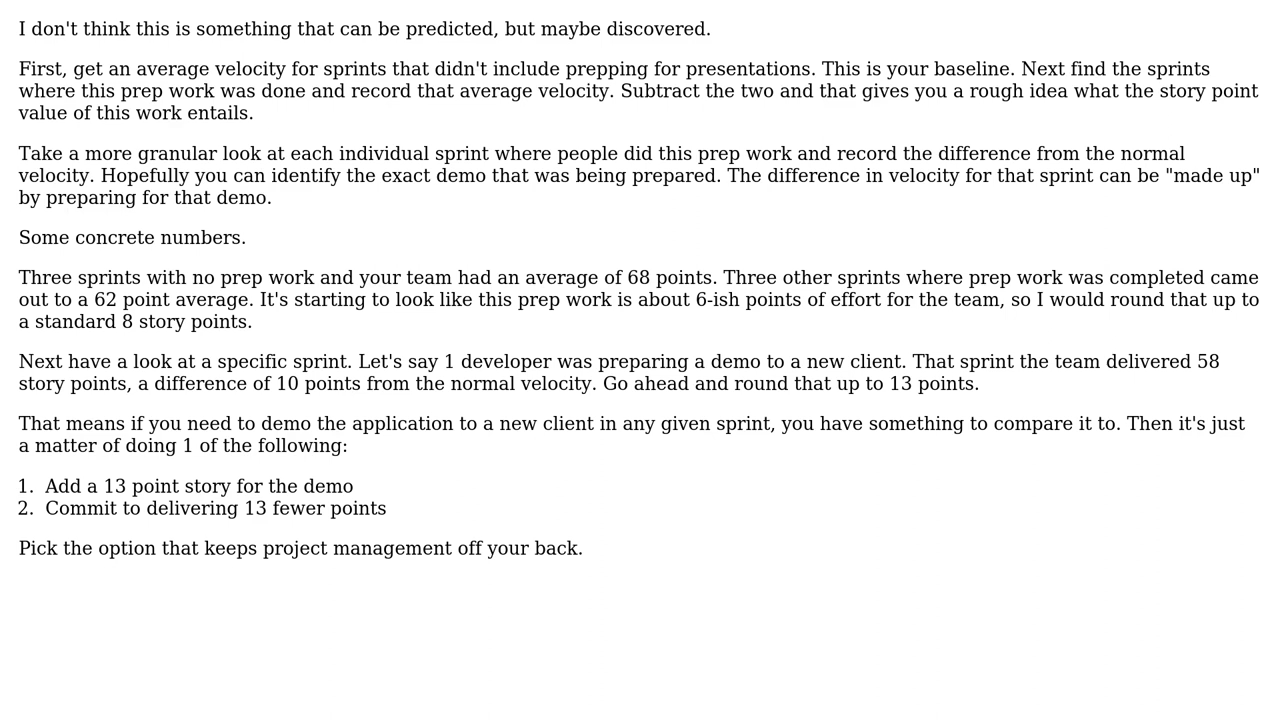 I don't think this is something that can be predicted, but maybe discovered.
First, get an average velocity for sprints that didn't include prepping for presentations. This is your baseline. Next find the sprints
where this prep work was done and record that average velocity. Subtract the two and that gives you a rough idea what the story point
value of this work entails.
Take a more granular look at each individual sprint where people did this prep work and record the difference from the normal
velocity. Hopefully you can identify the exact demo that was being prepared. The difference in velocity for that sprint can be "made up"
by preparing for that demo.
Some concrete numbers.
Three sprints with no prep work and your team had an average of 68 points. Three other sprints where prep work was completed came
out to a 62 point average. It's starting to look like this prep work is about 6-ish points of effort for the team, so I would round that up to
a standard 8 story points.
Next have a look at a specific sprint. Let's say 1 developer was preparing a demo to a new client. That sprint the team delivered 58
story points, a difference of 10 points from the normal velocity. Go ahead and round that up to 13 points.
That means if you need to demo the application to a new client in any given sprint, you have something to compare it to. Then it's just
a matter of doing 1 of the following:
1. Add a 13 point story for the demo
2. Commit to delivering 13 fewer points
Pick the option that keeps project management off your back.